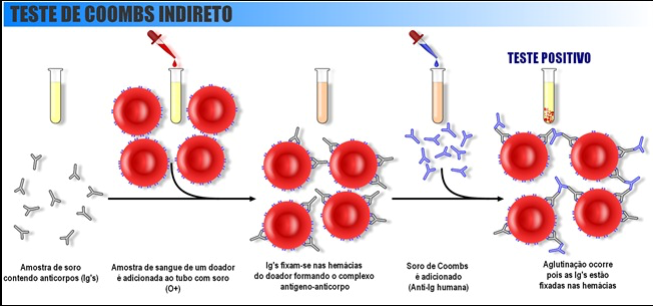 TESTE DE COOMBS INDIRETO
TESTE POSITIVO
Amostra de soro
contendo anticorpos (Ig's)
Amostra de sangue de um doador
é adicionada ao tubo com soro
(O+)
Ig's fixam-se nas hemácias
do doador formando o complexo
antígeno-anticorpo
Soro de Coombs
é adicionado
(Anti-Ig humana)
Aglutinação ocorre
pois as Ig's estão
fixadas nas hemácias